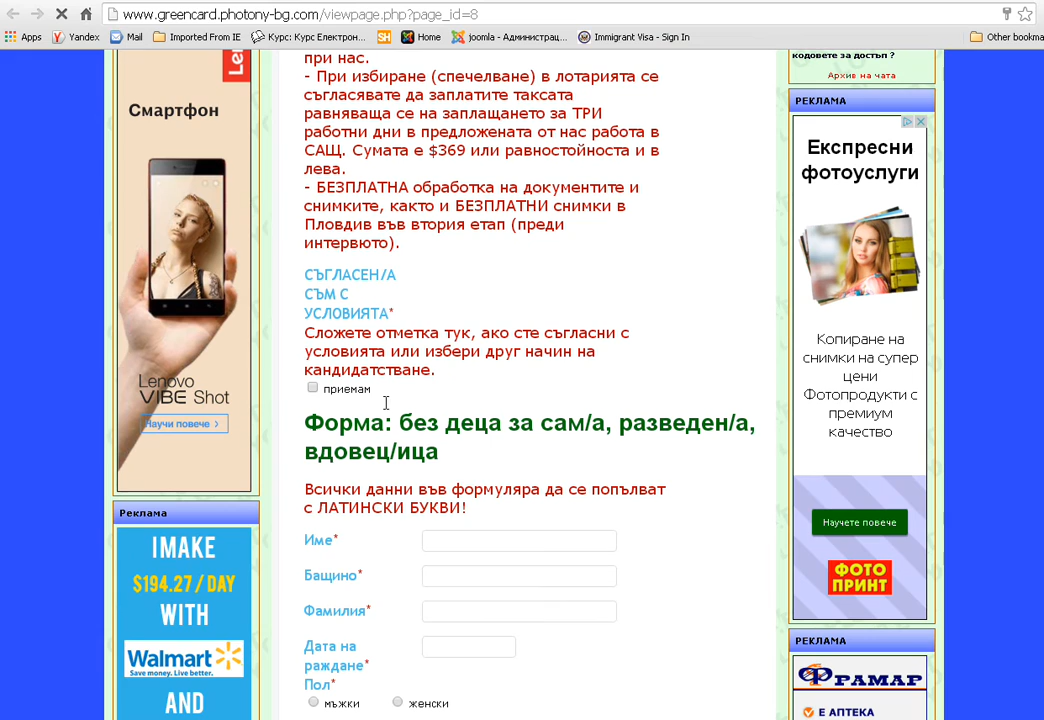 www.greencard.photony-bg.com/viewpage.php?page_id=8
Apps Yandex Mail Imported From IE Курс: Курс Електрон... SH Home joomla - Администрац... Immigrant Visa - Sign In Other bookma
Смартфон
Lenovo
VIBE Shot
Научи повече
Реклама
IMAKE
$194.27 / DAY
WITH
Walmart
Save money. Live better.
AND
при нас.
- При избиране (спечелване) в лотарията се
съгласявате да заплатите таксата
равняваща се на заплащането за ТРИ
работни дни в предложената от нас работа в
САЩ. Сумата е $369 или равностойноста и в
лева.
- БЕЗПЛАТНА обработка на документите и
снимките, както и БЕЗПЛАТНИ снимки в
Пловдив във втория етап (преди
интервюто).
СЪГЛАСЕН/А
СЪМ С
УСЛОВИЯТА*
Сложете отметка тук, ако сте съгласни с
условията или избери друг начин на
кандидатстване.
приемам
Форма: без деца за сам/а, разведен/а,
вдовец/ица
Всички данни във формуляра да се попълват
с ЛАТИНСКИ БУКВИ!
Име*
Бащино*
Фамилия*
Дата на
раждане*
Пол*
мъжки женски
кодовете за достъп ?
Архив на чата
РЕКЛАМА
Експресни
фотоуслуги
Копиране на
снимки на супер
цени
Фотопродукти с
премиум
качество
Научете повече
ФОТО
ПРИНТ
РЕКЛАМА
ФРАМАР
Е АПТЕКА